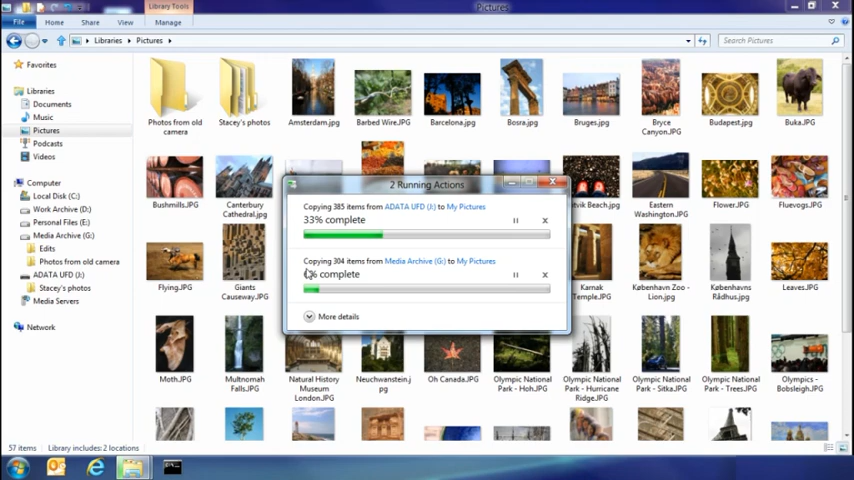 Library Tools
Pictures
File
Home
Share
View
Manage
Libraries
Pictures
Search Pictures
Favorites
Libraries
Documents
Music
Pictures
Podcasts
Videos
Computer
Local Disk (C:)
Work Archive (D:)
Personal Files (E:)
Media Archive (G:)
Edits
Photos from old camera
ADATA UFD (J:)
Stacey's photos
Media Servers
Network
Photos from old
camera
Stacey's photos
Amsterdam.jpg
Barbed Wire.JPG
Barcelona.jpg
Bosra.jpg
Bruges.jpg
Bryce
Canyon.JPG
Budapest.jpg
Buka.JPG
Bushmills.JPG
Canterbury
Cathedral.jpg
vik Beach.jpg
Eastern
Washington.JPG
Flower.JPG
Fluevogs.JPG
2 Running Actions
Copying 385 items from ADATA UFD (J:) to My Pictures
33% complete
Copying 304 items from Media Archive (G:) to My Pictures
% complete
More details
FlyingJPG
Giants
Causeway.JPG
Karnak
Temple.JPG
København Zoo -
Lion.jpg
Københavns
Rådhus.jpg
Leaves.JPG
Moth.JPG
Multnomah
Falls.JPG
Natural History
Museum
London.JPG
Neuchwanstein.j
pg
Oh Canada.JPG
Olympic National
Park - Hoh.JPG
Olympic National
Park - Hurricane
Ridge.JPG
Olympic National
Park - Sitka.JPG
Olympic National
Park - Trees.JPG
Olympics -
Bobsleigh.JPG
57 items
Library includes: 2 locations